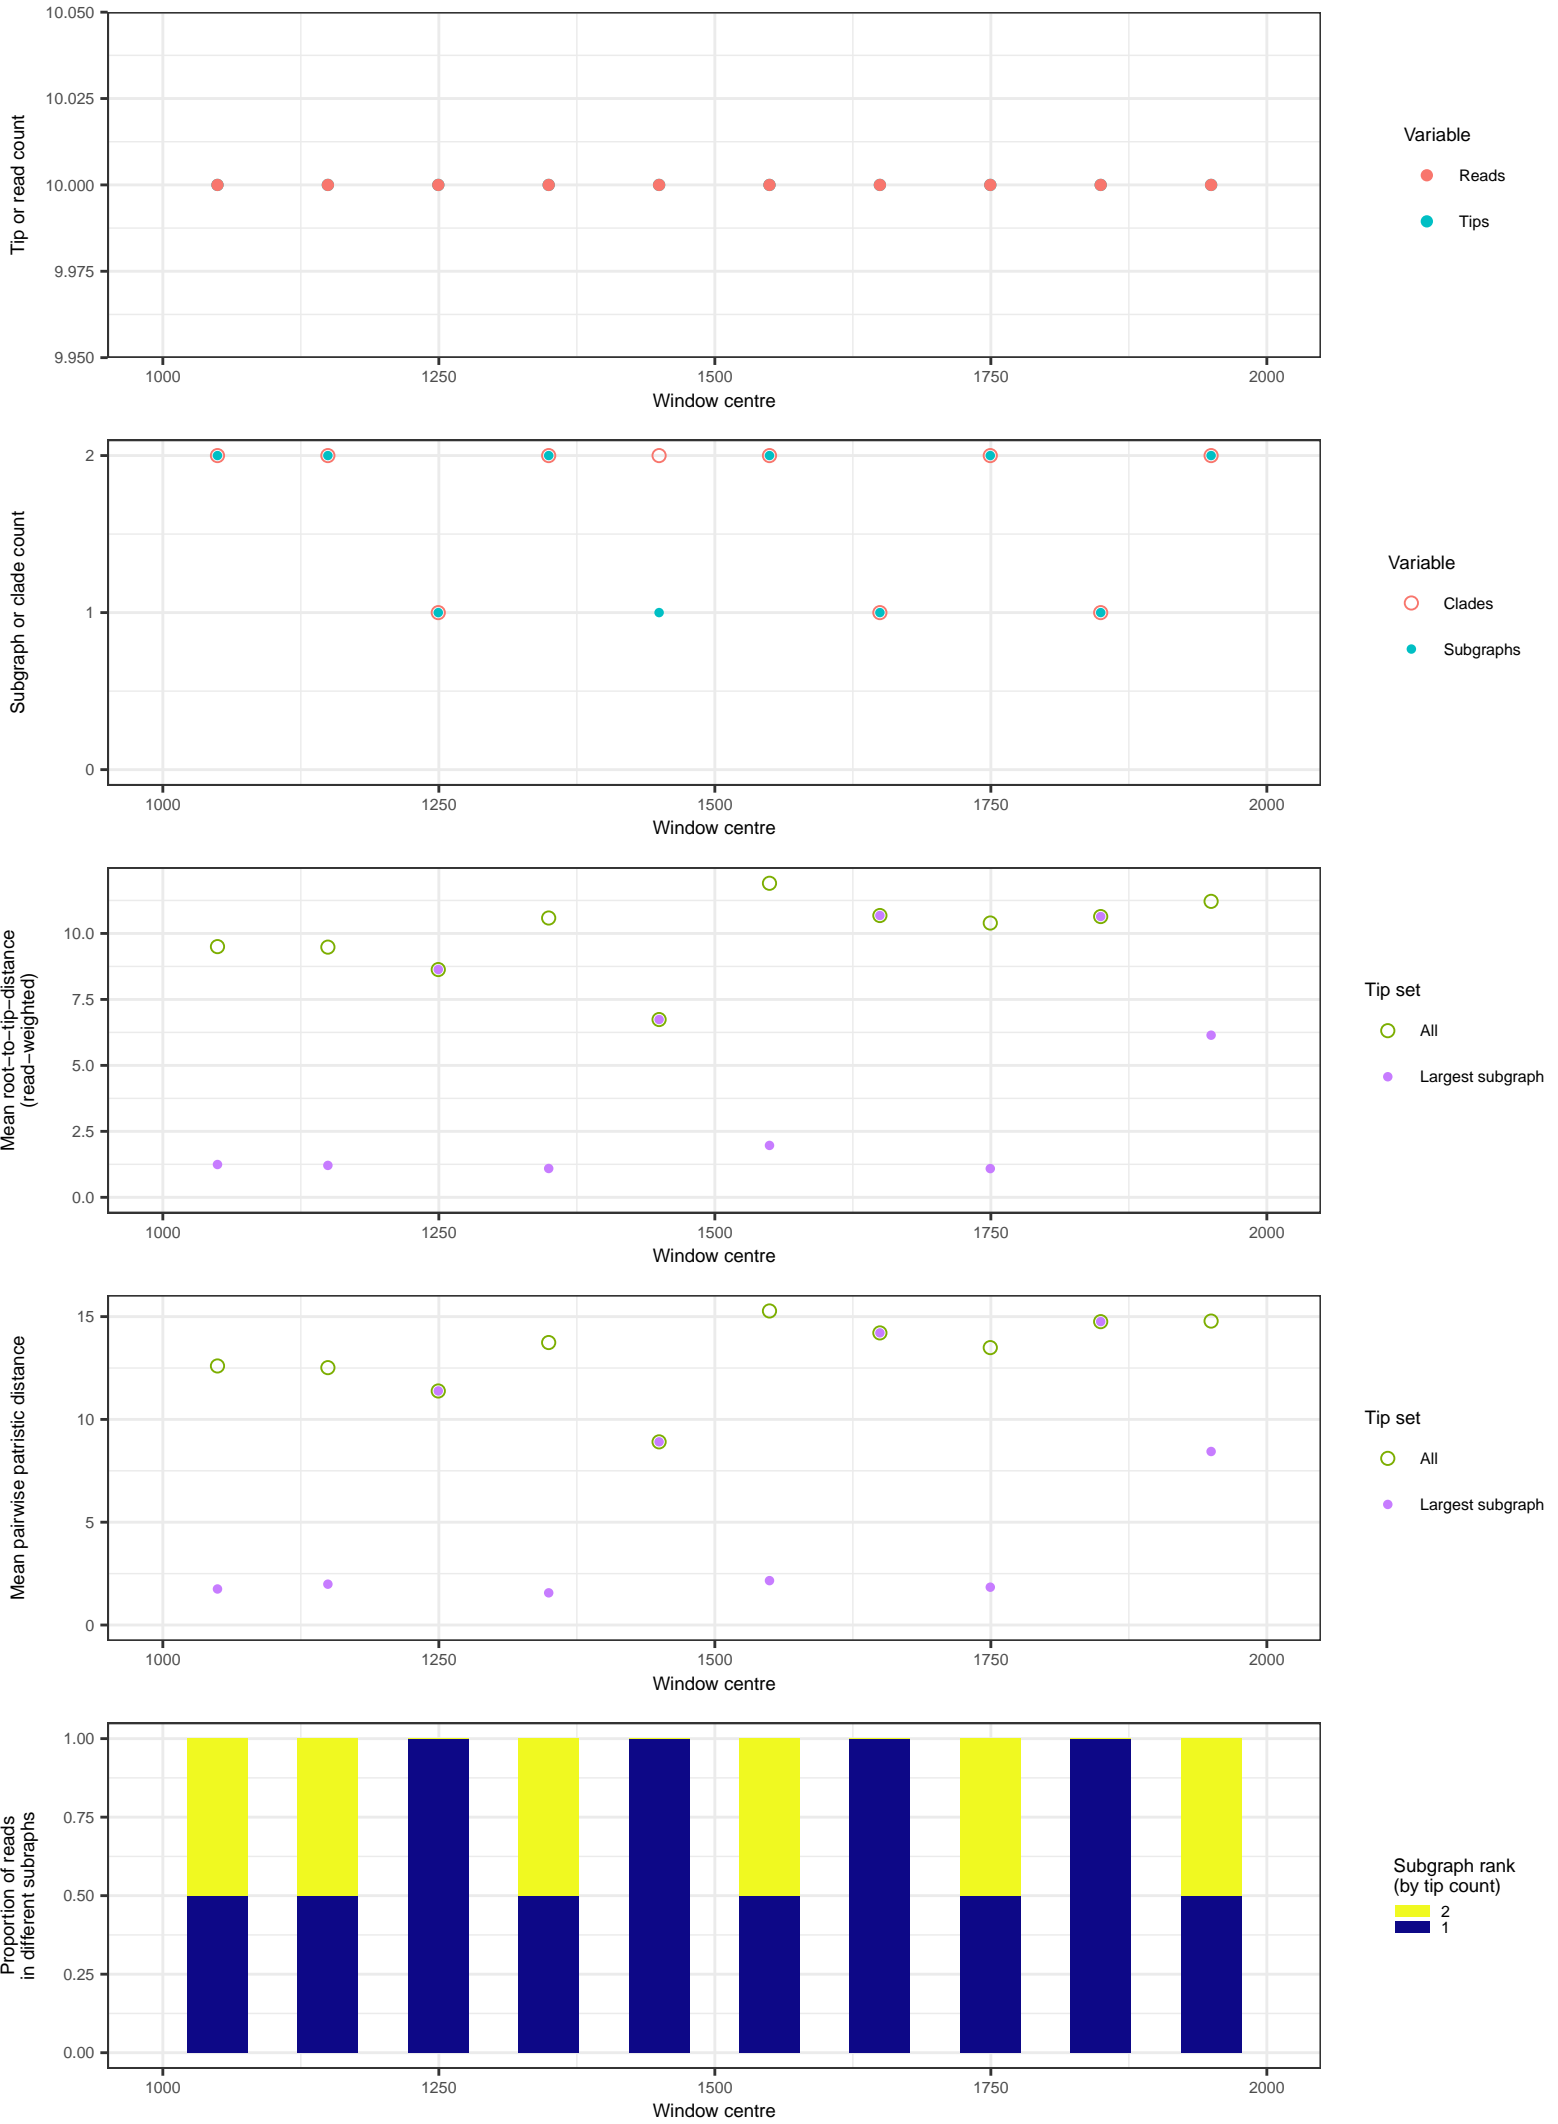 Tip or read count
10.050
10.025
10.000
9.975
9.950
1000 1250 1500 1750 2000
Window centre
Variable
Reads
Tips
Subgraph or clade count
2
1
0
1000 1250 1500 1750 2000
Window centre
Variable
Clades
Subgraphs
Mean root−to−tip−distance
(read−weighted)
10.0
7.5
5.0
2.5
0.0
1000 1250 1500 1750 2000
Window centre
Tip set
All
Largest subgraph
Mean pairwise patristic distance
15
10
5
0
1000 1250 1500 1750 2000
Window centre
Tip set
All
Largest subgraph
Proportion of reads
in different subraphs
1.00
0.75
0.50
0.25
0.00
1000 1250 1500 1750 2000
Window centre
Subgraph rank
(by tip count)
2
1